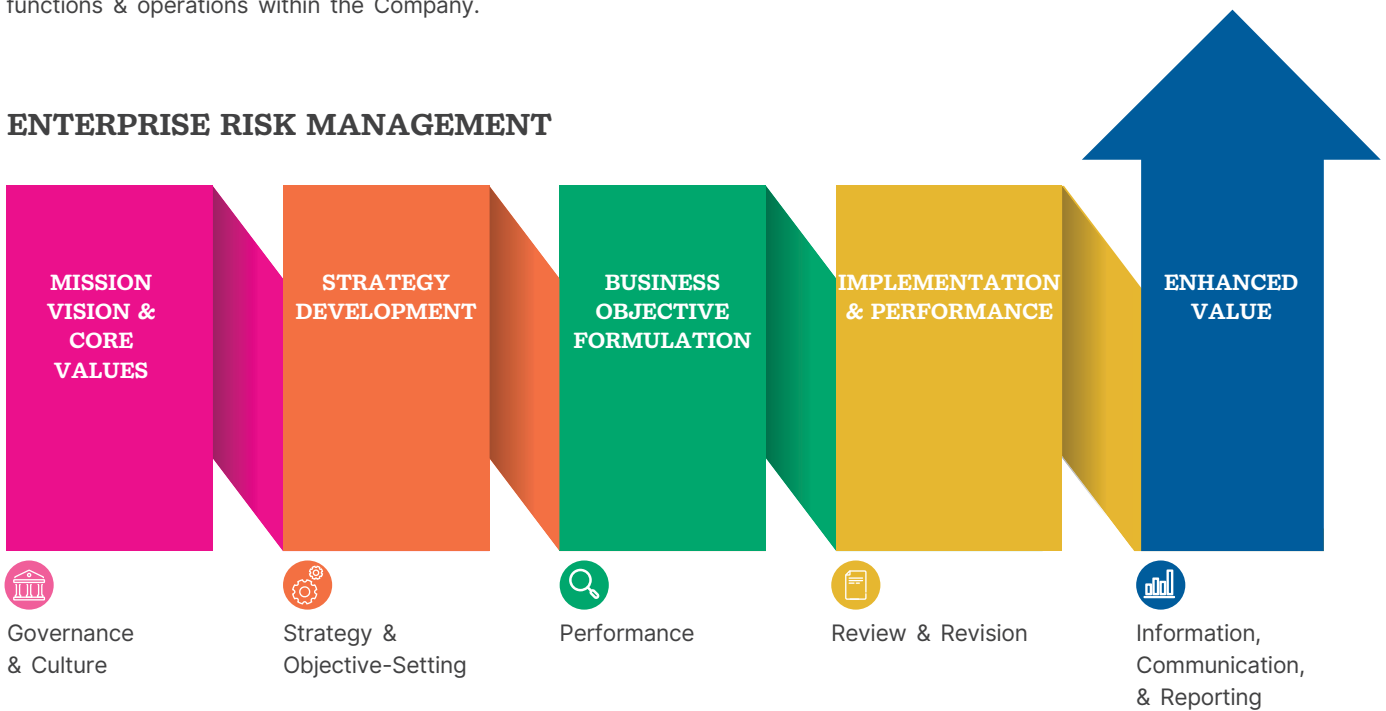 functions & operations within the Company.
ENTERPRISE RISK MANAGEMENT
MISSION
VISION &
CORE
VALUES
STRATEGY
DEVELOPMENT
BUSINESS
OBJECTIVE
FORMULATION
IMPLEMENTATION
& PERFORMANCE
ENHANCED
VALUE
Governance
& Culture
Strategy &
Objective-Setting
Performance
Review & Revision
Information,
Communication,
& Reporting